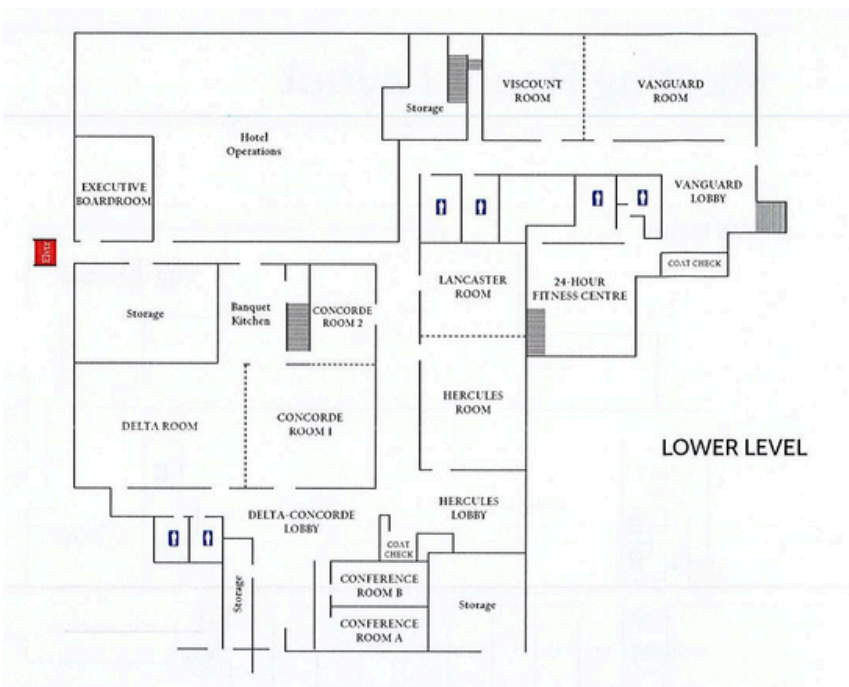 VISCOUNT
ROOM
VANGUARD
ROOM
Storage
Hotel
Operations
EXECUTIVE
BOARDROOM
VANGUARD
LOBBY
Elvtr
COAT CHECK
LANCASTER
ROOM
24-HOUR
FITNESS CENTRE
Storage
Banquet
Kitchen
CONCORDE
ROOM 2
HERCULES
ROOM
DELTA ROOM
CONCORDE
ROOM 1
LOWER LEVEL
DELTA-CONCORDE
LOBBY
HERCULES
LOBBY
COAT
CHECK
CONFERENCE
ROOM B
Storage
Storage
CONFERENCE
ROOM A